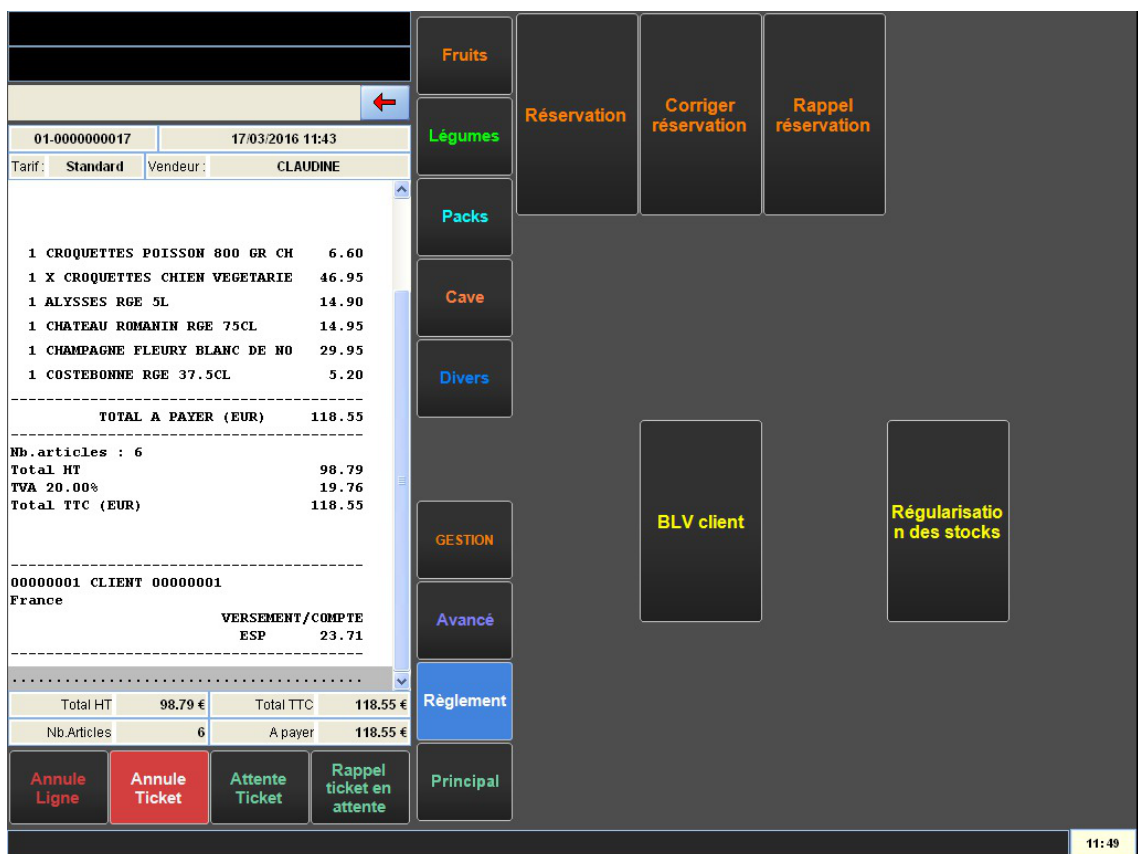 01-0000000017 17/03/2016 11:43
Tarif : Standard Vendeur : CLAUDINE
1 CROQUETTES POISSON 800 GR CH 6.60
1 X CROQUETTES CHIEN VEGETARIE 46.95
1 ALYSSES RGE 5L 14.90
1 CHATEAU ROMANIN RGE 75CL 14.95
1 CHAMPAGNE FLEURY BLANC DE NO 29.95
1 COSTEBONNE RGE 37.5CL 5.20
TOTAL A PAYER (EUR) 118.55
Nb.articles : 6
Total HT 98.79
TVA 20.00% 19.76
Total TTC (EUR) 118.55
00000001 CLIENT 00000001
France
VERSEMENT/COMPTE
ESP 23.71
Total HT 98.79 € Total TTC 118.55 €
Nb.Articles 6 A payer 118.55 €
Annule
Ligne
Annule
Ticket
Attente
Ticket
Rappel
ticket en
attente
Fruits
Légumes
Packs
Cave
Divers
GESTION
Avancé
Règlement
Principal
Réservation
Corriger
réservation
Rappel
réservation
BLV client
Régularisatio
n des stocks
11:49